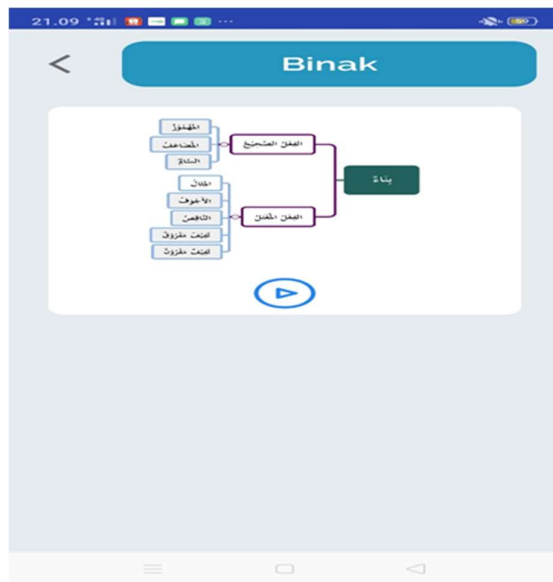 21.09
Binak
بناء
الفعل الصحيح
المهموز
المضاعف
السالم
الفعل المعتل
المثال
الأجوف
الناقص
لفيف مفروق
لفيف مقرون